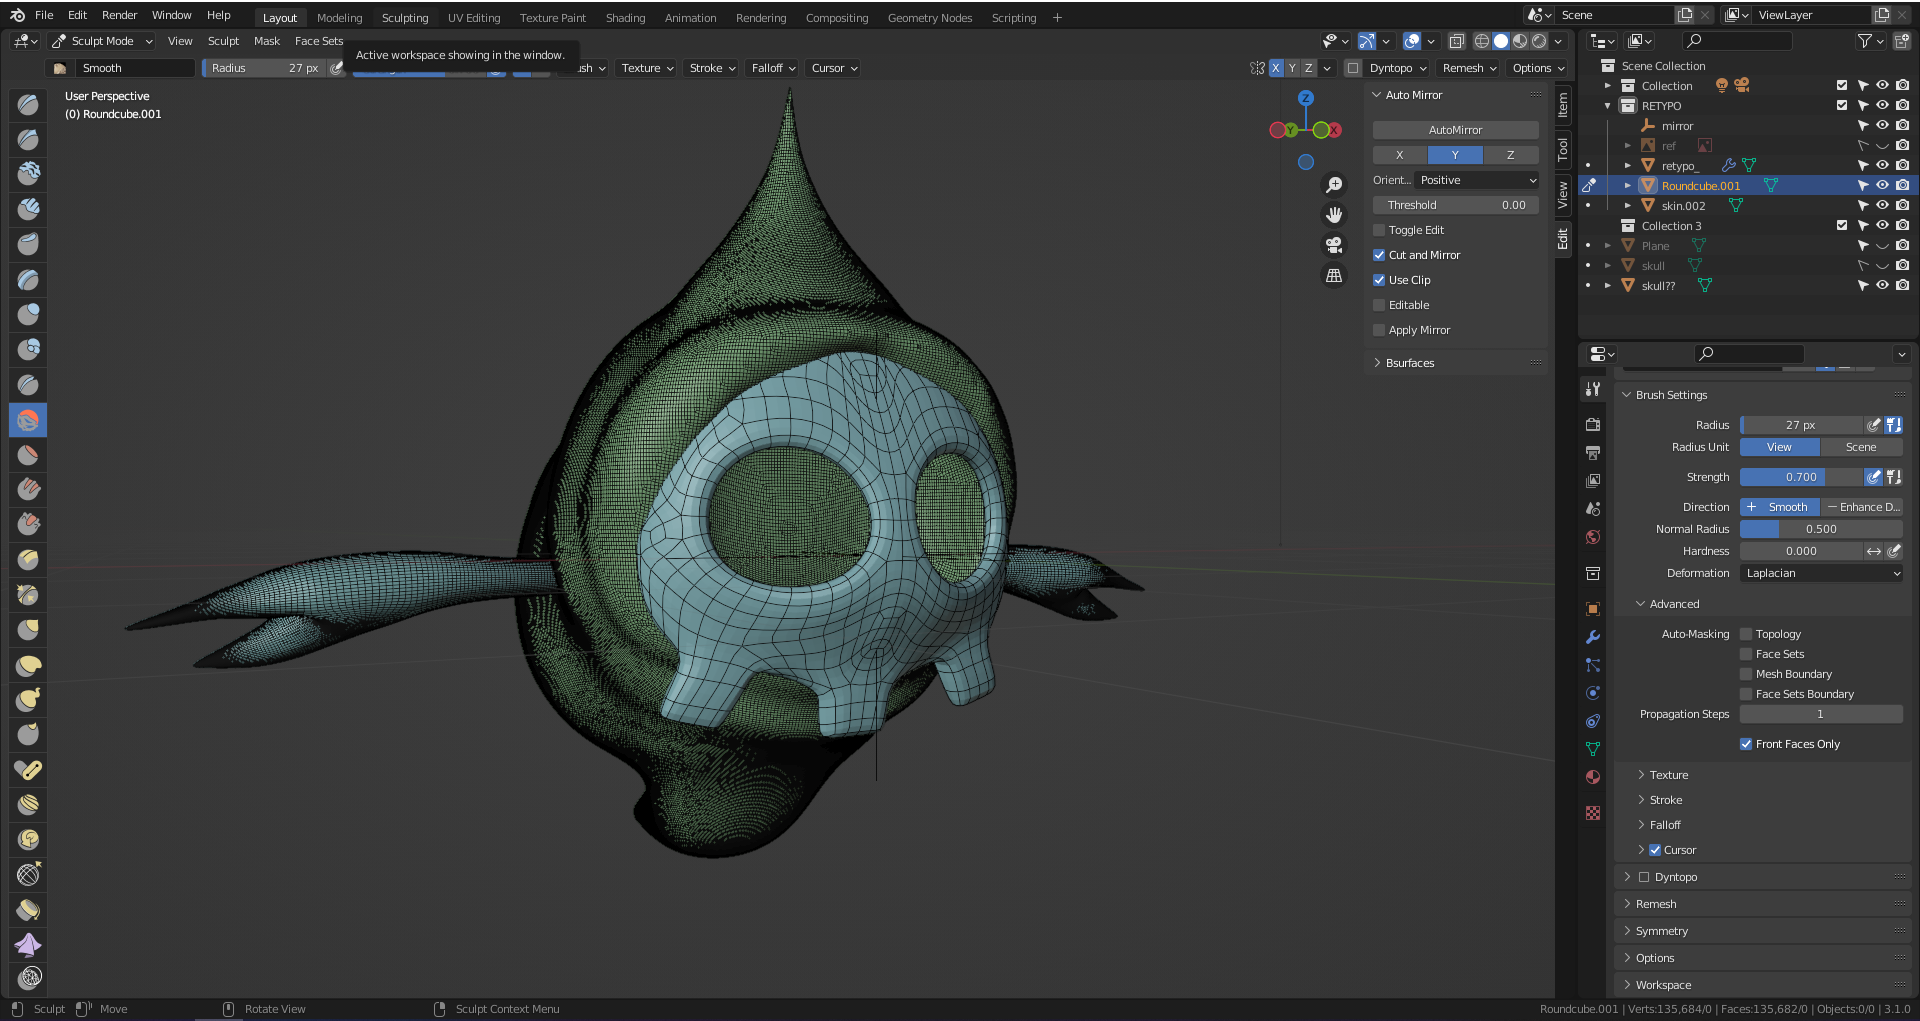 File Edit Render Window Help Layout Modeling Sculpting UV Editing Texture Paint Shading Animation Rendering Compositing Geometry Nodes Scripting + Scene ViewLayer
Sculpt Mode View Sculpt Mask Face Sets
Active workspace showing in the window.
Smooth Radius 27 px Texture Stroke Falloff Cursor X Y Z Dyntopo Remesh Options
User Perspective
(0) Roundcube.001
Z
Y X
Auto Mirror
AutoMirror
X Y Z
Orient... Positive
Threshold 0.00
Toggle Edit
Cut and Mirror
Use Clip
Editable
Apply Mirror
Bsurfaces
Item
Tool
View
Edit
Scene Collection
Collection
RETYPO
mirror
ref
retypo_
Roundcube.001
skin.002
Collection 3
Plane
skull
skull??
Brush Settings
Radius 27 px
Radius Unit View Scene
Strength 0.700
Direction + Smooth − Enhance D...
Normal Radius 0.500
Hardness 0.000
Deformation Laplacian
Advanced
Auto-Masking Topology
Face Sets
Mesh Boundary
Face Sets Boundary
Propagation Steps 1
Front Faces Only
Texture
Stroke
Falloff
Cursor
Dyntopo
Remesh
Symmetry
Options
Workspace
Sculpt Move Rotate View Sculpt Context Menu Roundcube.001 | Verts:135,684/0 | Faces:135,682/0 | Objects:0/0 | 3.1.0